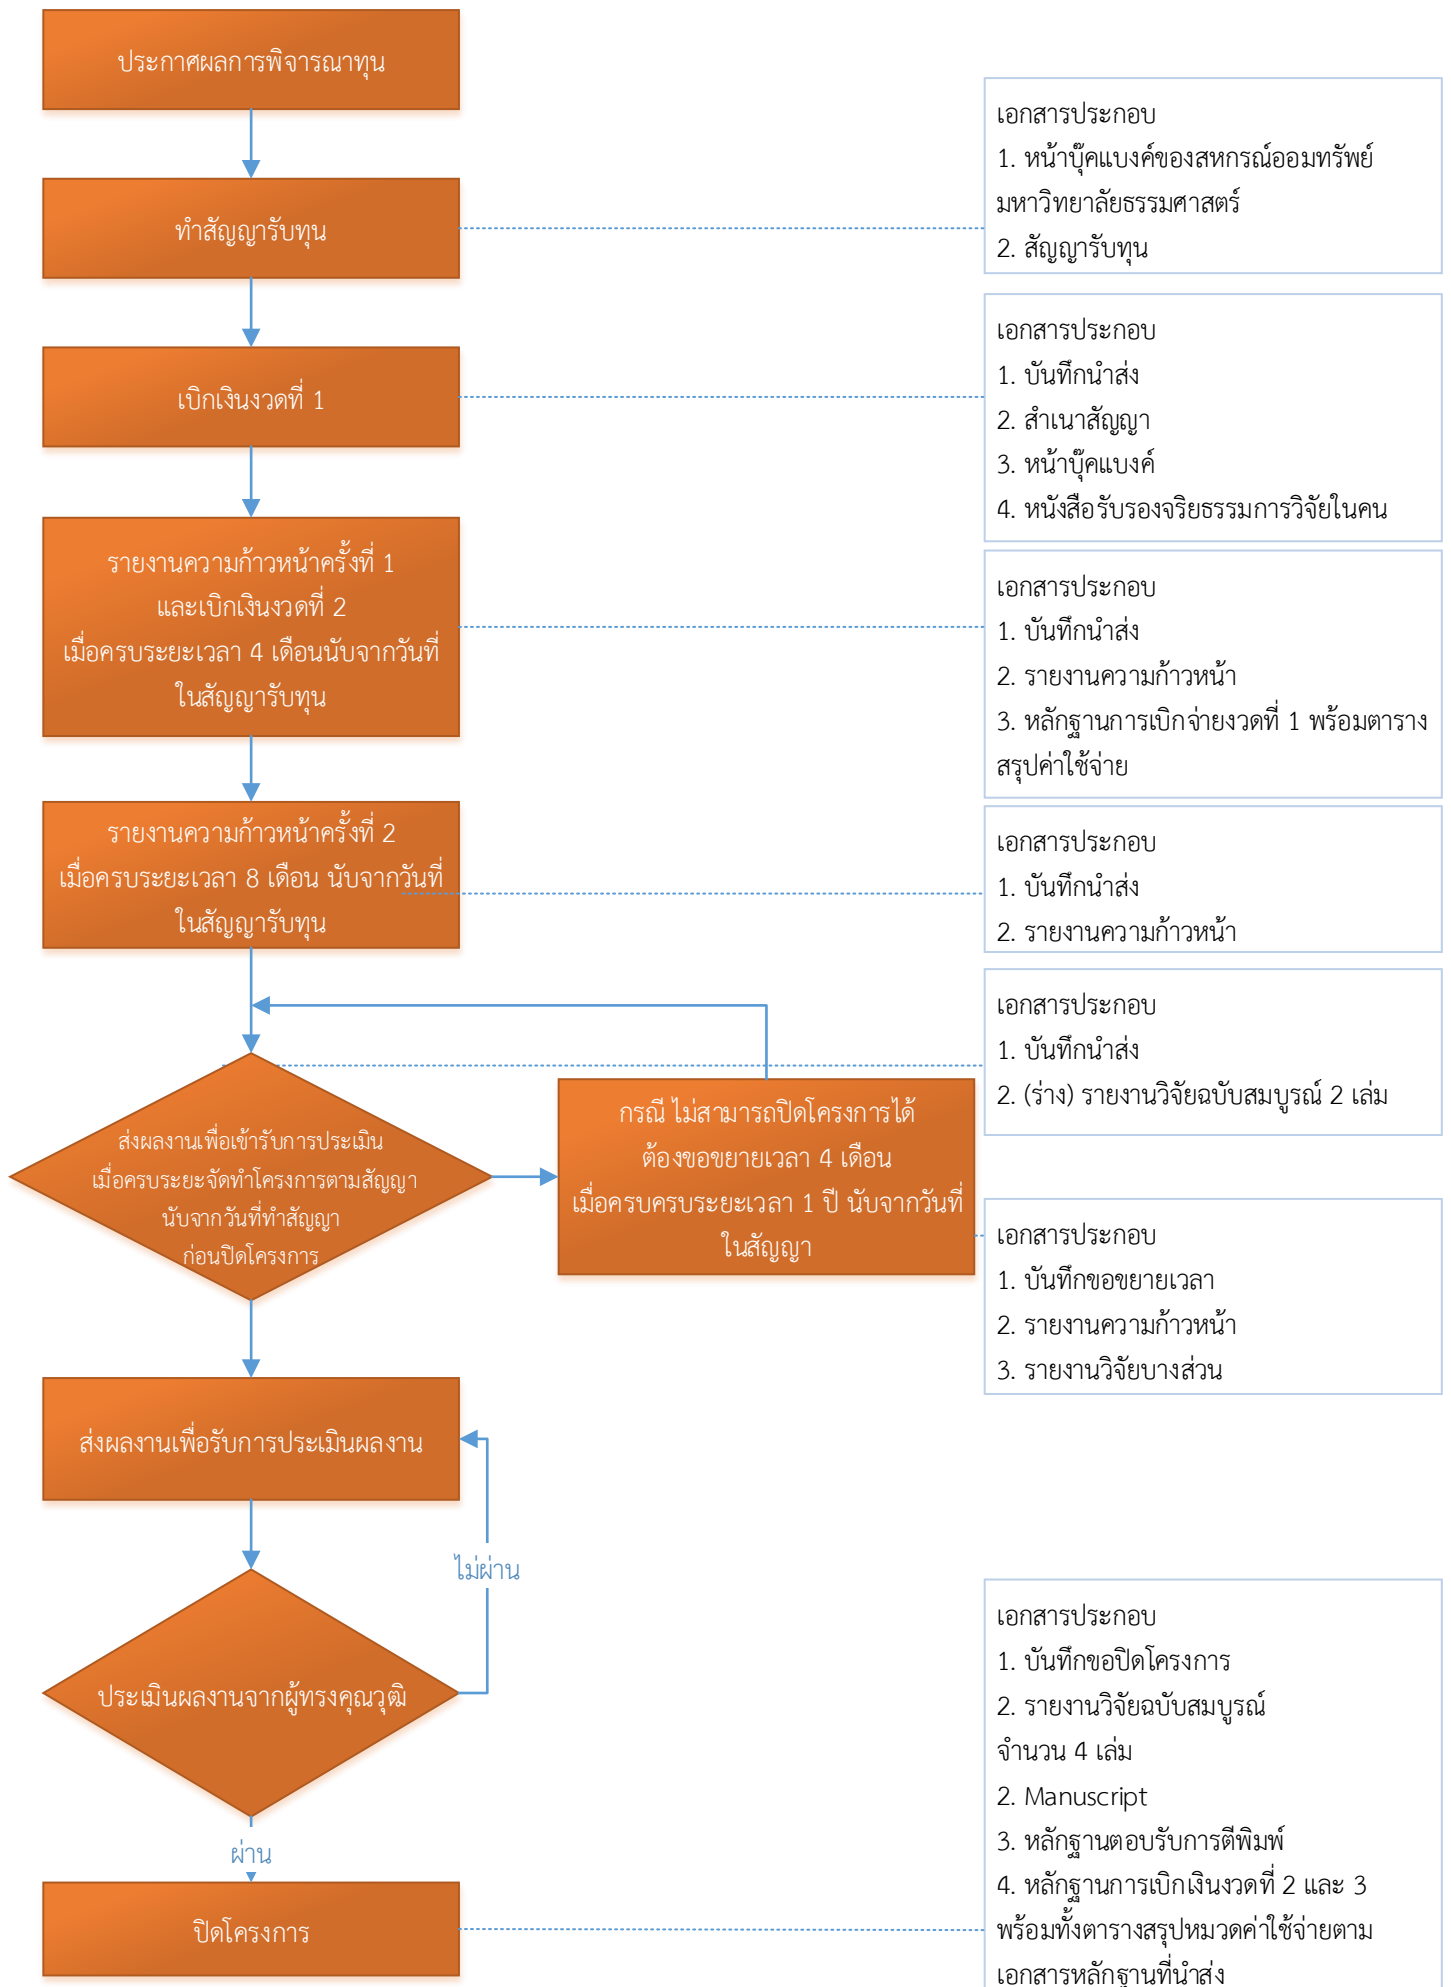 ประกาศผลการพิจารณาทุน
ทำสัญญารับทุน
เอกสารประกอบ
1. หน้าบุ๊คแบงค์ของสหกรณ์ออมทรัพย์
มหาวิทยาลัยธรรมศาสตร์
2. สัญญารับทุน
เบิกเงินงวดที่ 1
เอกสารประกอบ
1. บันทึกนำส่ง
2. สำเนาสัญญา
3. หน้าบุ๊คแบงค์
4. หนังสือรับรองจริยธรรมการวิจัยในคน
รายงานความก้าวหน้าครั้งที่ 1
และเบิกเงินงวดที่ 2
เมื่อครบระยะเวลา 4 เดือนนับจากวันที่
ในสัญญารับทุน
เอกสารประกอบ
1. บันทึกนำส่ง
2. รายงานความก้าวหน้า
3. หลักฐานการเบิกจ่ายงวดที่ 1 พร้อมตาราง
สรุปค่าใช้จ่าย
รายงานความก้าวหน้าครั้งที่ 2
เมื่อครบระยะเวลา 8 เดือน นับจากวันที่
ในสัญญารับทุน
เอกสารประกอบ
1. บันทึกนำส่ง
2. รายงานความก้าวหน้า
ส่งผลงานเพื่อเข้ารับการประเมิน
เมื่อครบระยะจัดทำโครงการตามสัญญา
นับจากวันที่ทำสัญญา
ก่อนปิดโครงการ
เอกสารประกอบ
1. บันทึกนำส่ง
2. (ร่าง) รายงานวิจัยฉบับสมบูรณ์ 2 เล่ม
กรณี ไม่สามารถปิดโครงการได้
ต้องขอขยายเวลา 4 เดือน
เมื่อครบครบระยะเวลา 1 ปี นับจากวันที่
ในสัญญา
เอกสารประกอบ
1. บันทึกขอขยายเวลา
2. รายงานความก้าวหน้า
3. รายงานวิจัยบางส่วน
ส่งผลงานเพื่อรับการประเมินผลงาน
ไม่ผ่าน
ประเมินผลงานจากผู้ทรงคุณวุฒิ
ผ่าน
ปิดโครงการ
เอกสารประกอบ
1. บันทึกขอปิดโครงการ
2. รายงานวิจัยฉบับสมบูรณ์
จำนวน 4 เล่ม
2. Manuscript
3. หลักฐานตอบรับการตีพิมพ์
4. หลักฐานการเบิกเงินงวดที่ 2 และ 3
พร้อมทั้งตารางสรุปหมวดค่าใช้จ่ายตาม
เอกสารหลักฐานที่นำส่ง